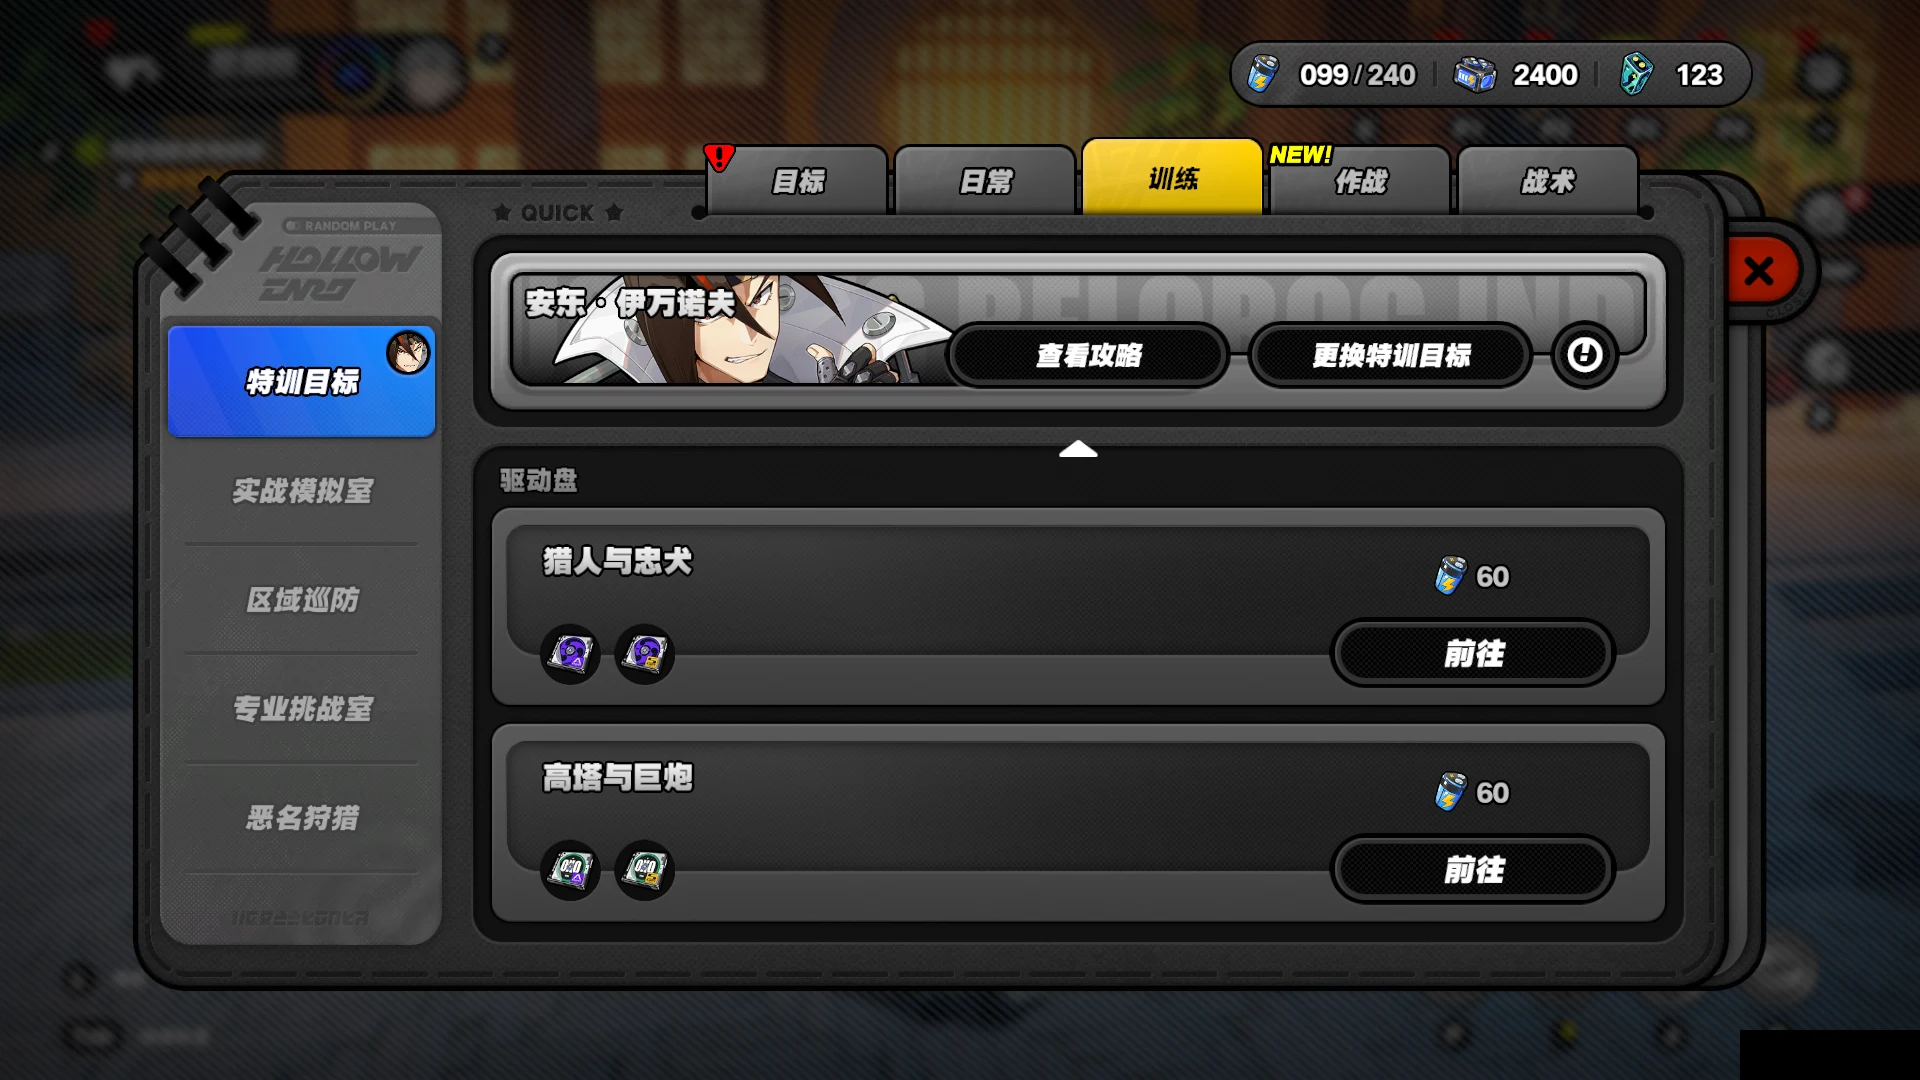 099/240
2400
123
目标
日常
训练
NEW!
作战
战术
★ QUICK ★
RANDOM PLAY
HOLLOW
ZERO
特训目标
实战模拟室
区域巡防
专业挑战室
恶名狩猎
安东·伊万诺夫
查看攻略
更换特训目标
驱动盘
猎人与忠犬
60
前往
高塔与巨炮
60
前往